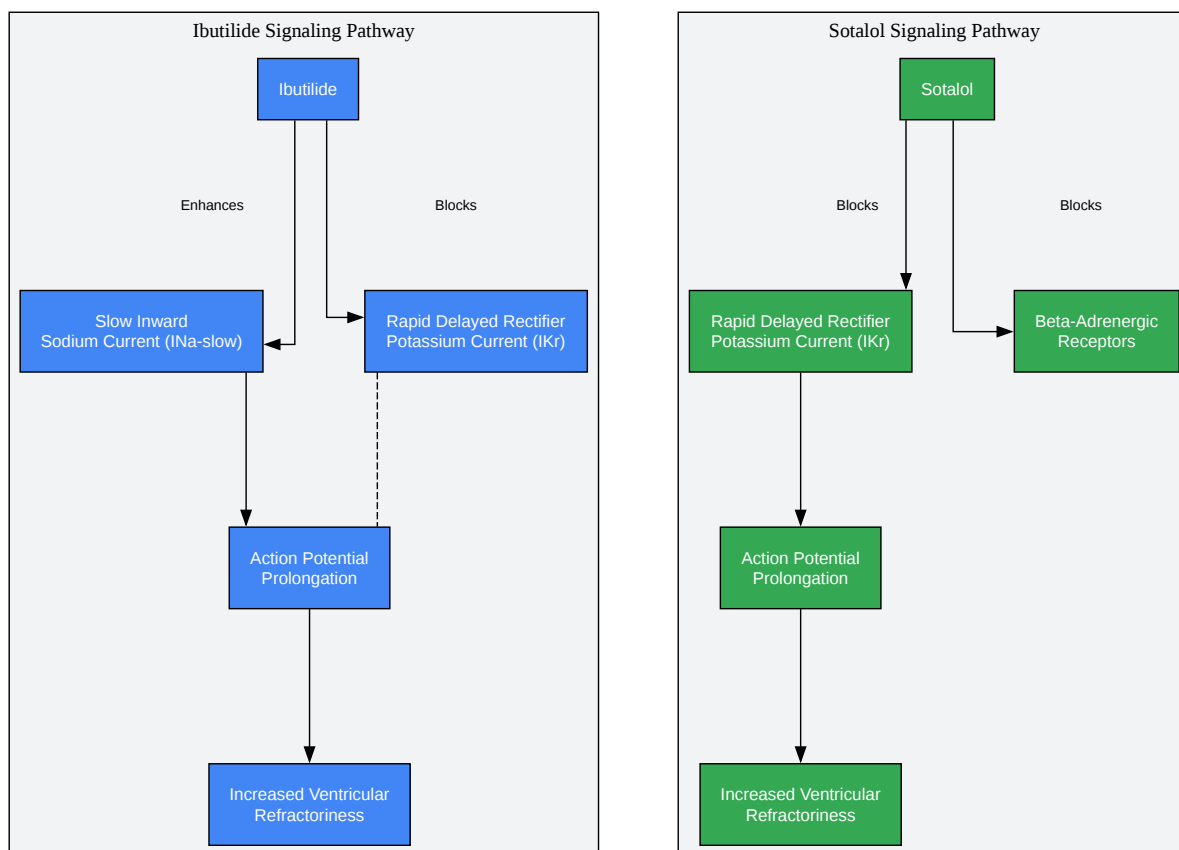 Ibutilide Signaling Pathway
Ibutilide
Enhances
Blocks
Slow Inward
Sodium Current (INa-slow)
Rapid Delayed Rectifier
Potassium Current (IKr)
Action Potential
Prolongation
Increased Ventricular
Refractoriness
Sotalol Signaling Pathway
Sotalol
Blocks
Blocks
Rapid Delayed Rectifier
Potassium Current (IKr)
Beta-Adrenergic
Receptors
Action Potential
Prolongation
Increased Ventricular
Refractoriness